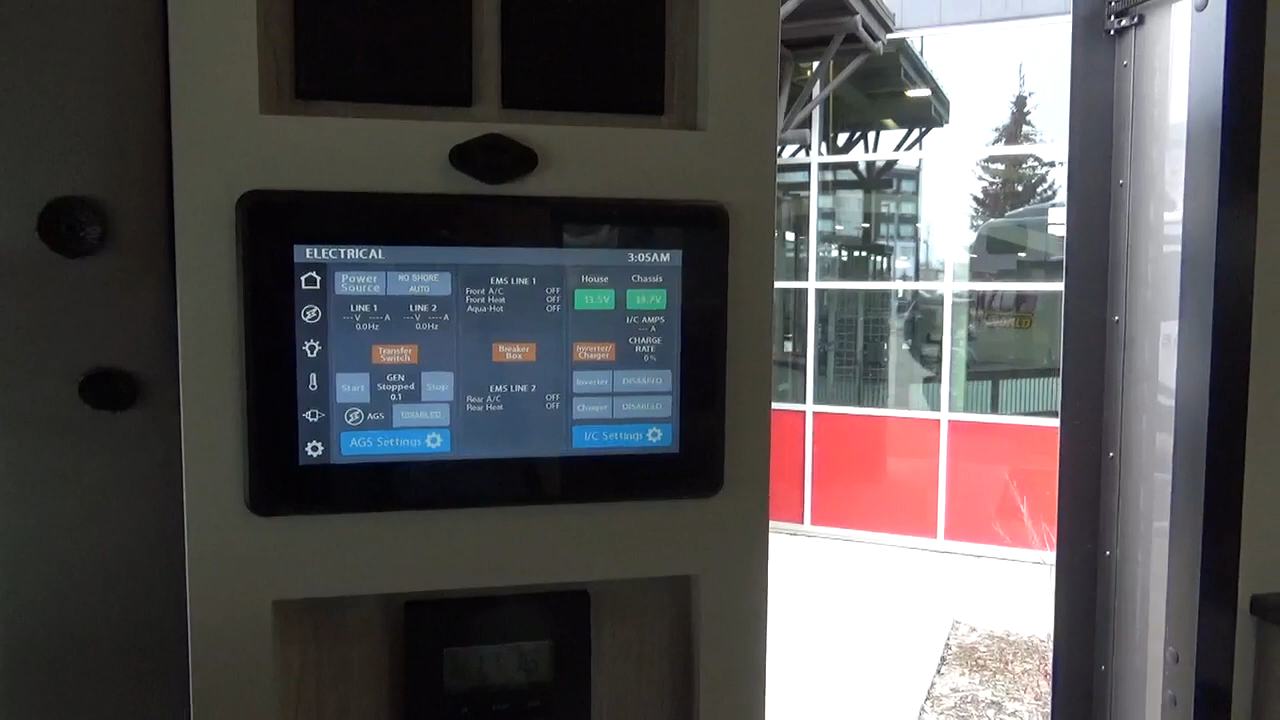 ELECTRICAL 3:05AM
Power Source NO SHORE AUTO
LINE 1 LINE 2
--- V --- A --- V --- A
0.0Hz 0.0Hz
Transfer Switch
Start GEN Stopped 0.1 Stop
AGS DISABLED
AGS Settings
EMS LINE 1
Front A/C OFF
Front Heat OFF
Aqua-Hot OFF
Breaker Box
EMS LINE 2
Rear A/C OFF
Rear Heat OFF
House Chassis
13.5V
I/C AMPS
--- A
Inverter/Charger
CHARGE RATE
0%
Inverter DISABLED
Charger DISABLED
I/C Settings